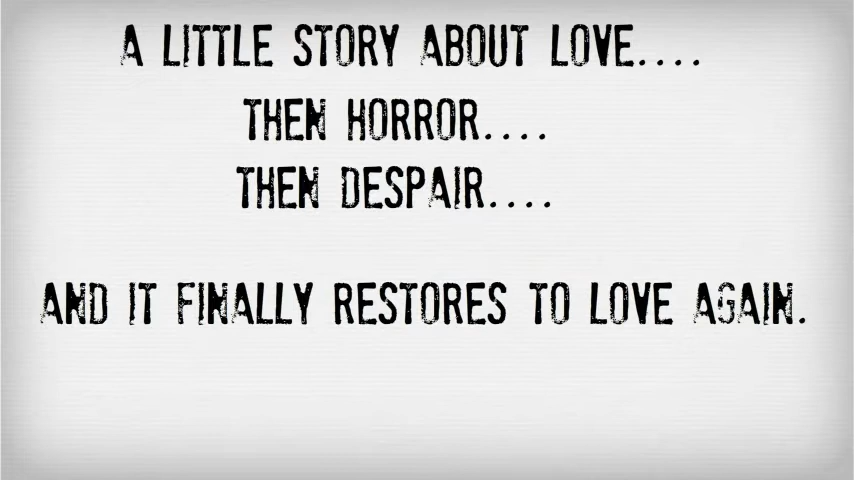 A LITTLE STORY ABOUT LOVE....
THEN HORROR....
THEN DESPAIR....
AND IT FINALLY RESTORES TO LOVE AGAIN.